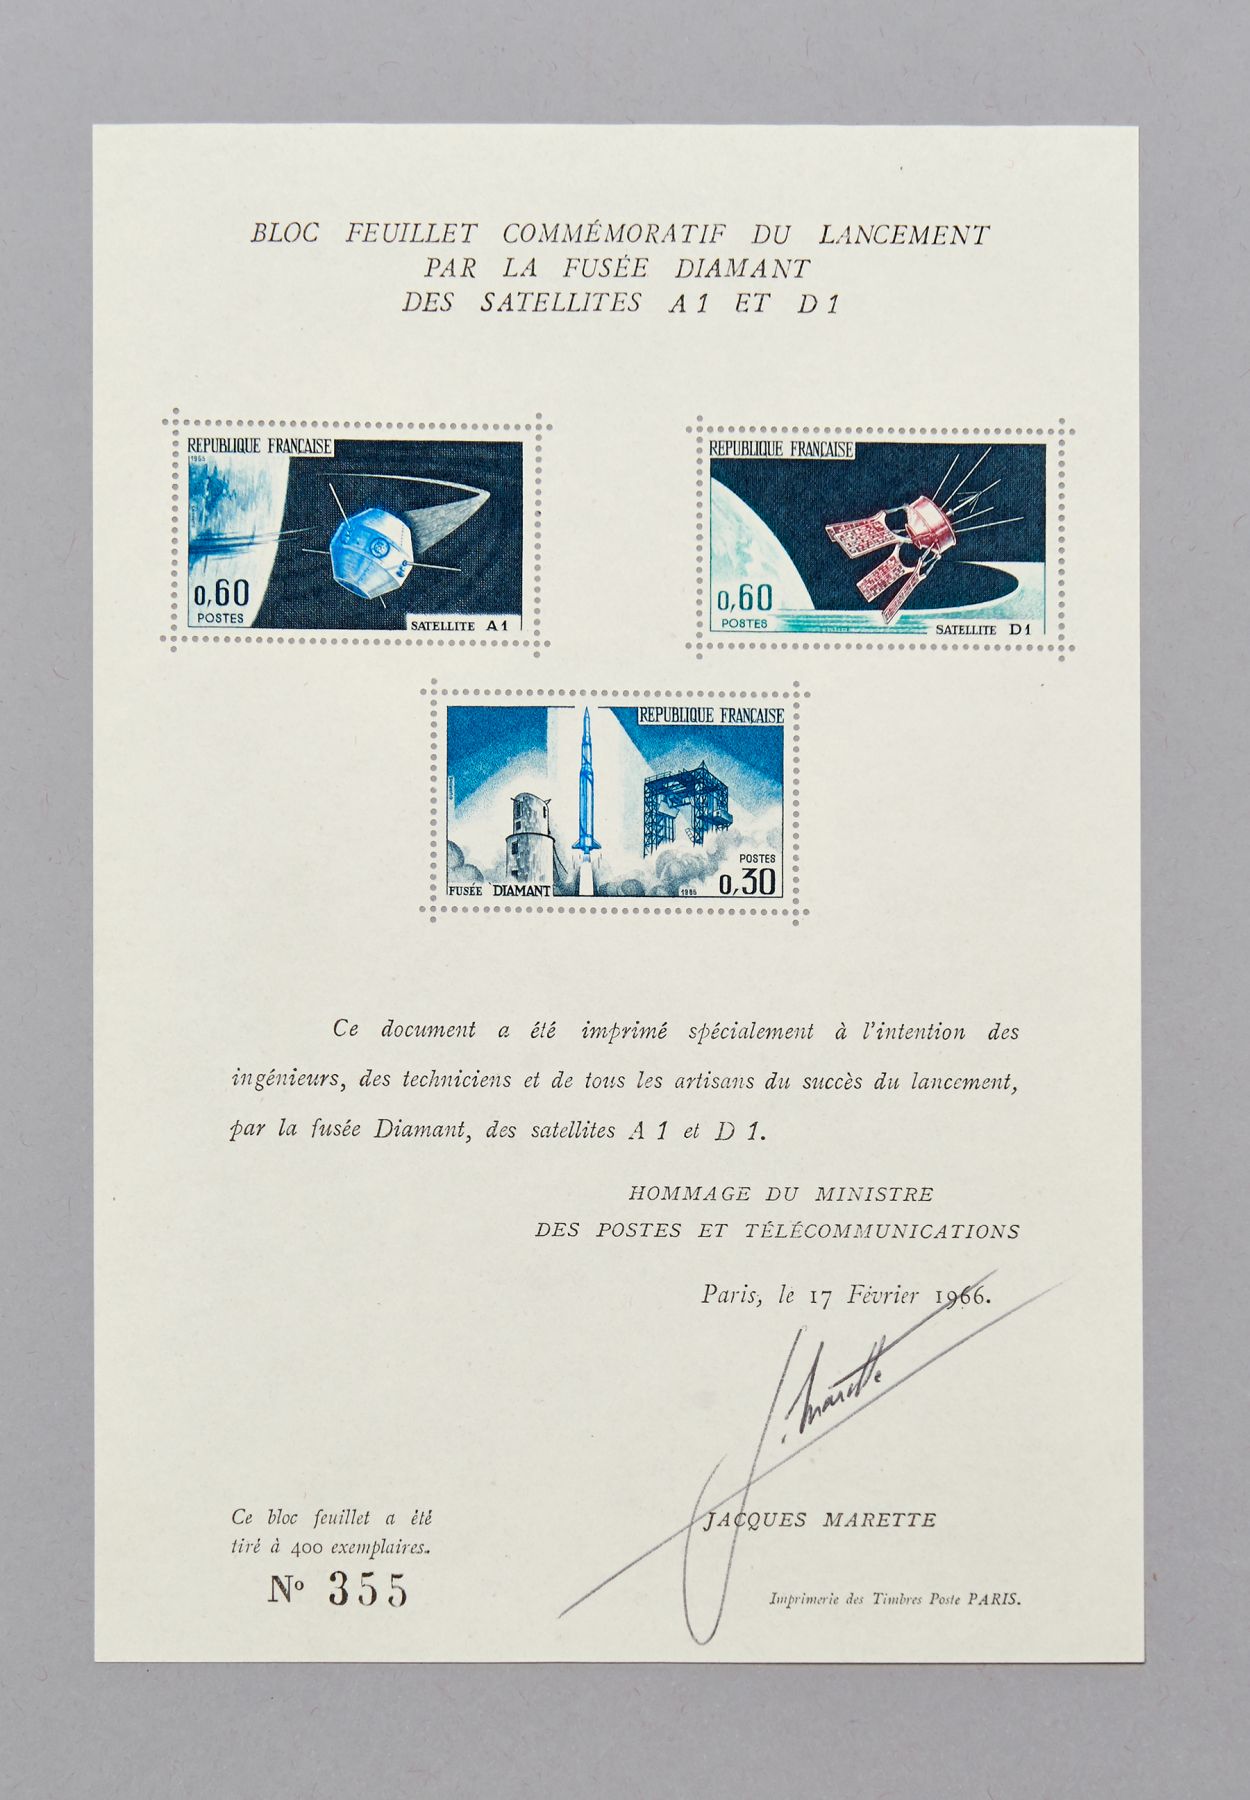 BLOC FEUILLET COMMÉMORATIF DU LANCEMENT
PAR LA FUSÉE DIAMANT
DES SATELLITES A 1 ET D 1
REPUBLIQUE FRANÇAISE
1965
0,60
POSTES
SATELLITE A1
REPUBLIQUE FRANÇAISE
0,60
POSTES
SATELLITE D1
REPUBLIQUE FRANÇAISE
POSTES
FUSÉE DIAMANT
1965
0,30
Ce document a été imprimé spécialement à l'intention des
ingénieurs, des techniciens et de tous les artisans du succès du lancement,
par la fusée Diamant, des satellites A 1 et D 1.
HOMMAGE DU MINISTRE
DES POSTES ET TÉLÉCOMMUNICATIONS
Paris, le 17 Février 1966.
J. Marette
JACQUES MARETTE
Ce bloc feuillet a été
tiré à 400 exemplaires.
Nº 355
Imprimerie des Timbres Poste PARIS.